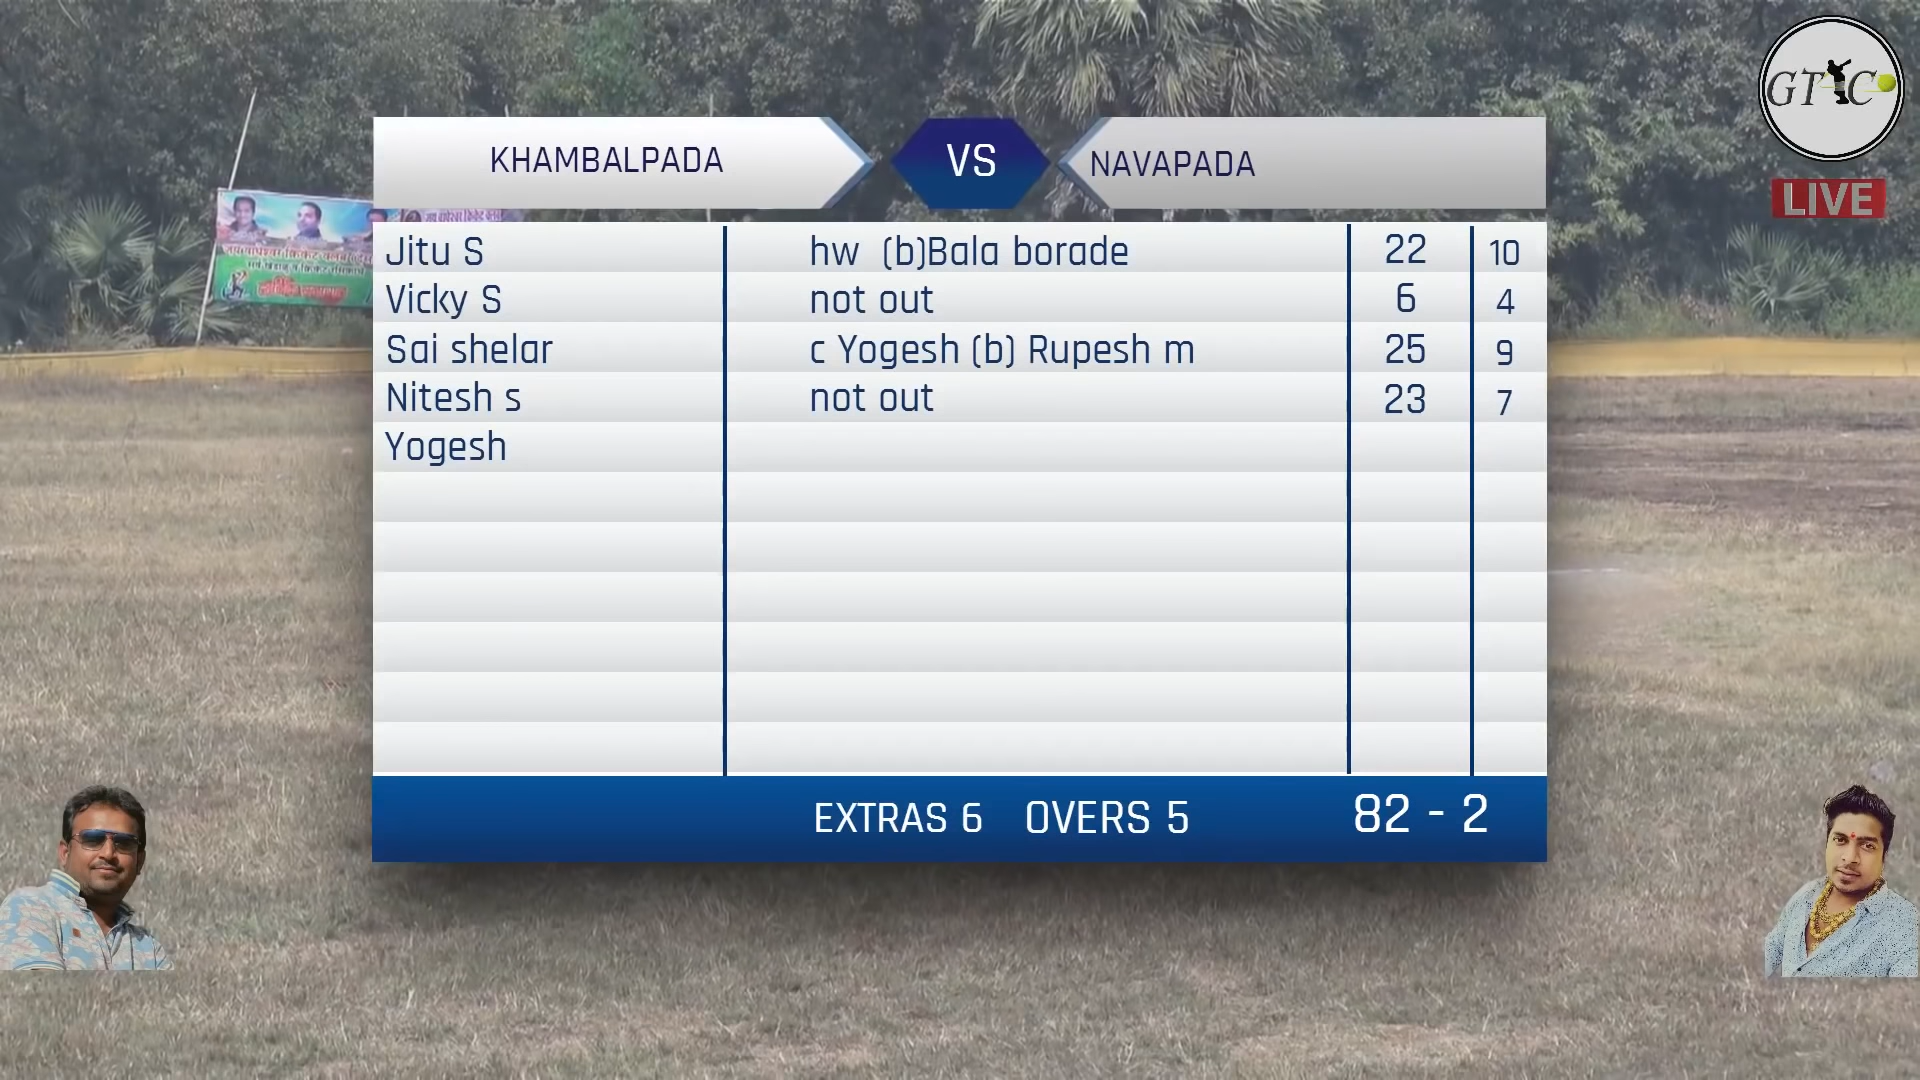 KHAMBALPADA VS NAVAPADA
GTC
LIVE
Jitu S hw (b)Bala borade 22 10
Vicky S not out 6 4
Sai shelar c Yogesh (b) Rupesh m 25 9
Nitesh s not out 23 7
Yogesh
EXTRAS 6 OVERS 5 82 - 2